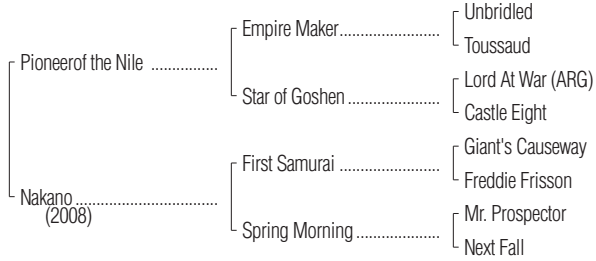 Unbridled
Empire Maker..................
Toussaud
Pioneerof the Nile ................
Lord At War (ARG)
Star of Goshen ....................
Castle Eight
Giant's Causeway
First Samurai .....................
Freddie Frisson
Nakano ..............................
(2008)
Mr. Prospector
Spring Morning .................
Next Fall